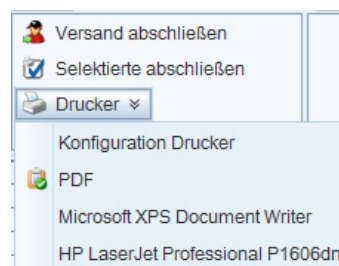 Versand abschließen
Selektierte abschließen
Drucker
Konfiguration Drucker
PDF
Microsoft XPS Document Writer
HP LaserJet Professional P1606dn